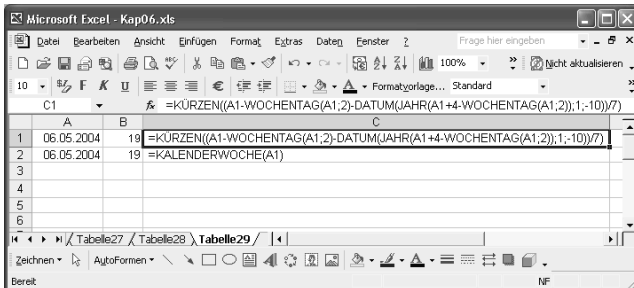 Microsoft Excel - Kap06.xls
Datei Bearbeiten Ansicht Einfügen Format Extras Daten Fenster ? Frage hier eingeben
100% Nicht aktualisieren
10 F K U € Formatvorlage... Standard
C1 fx =KÜRZEN((A1-WOCHENTAG(A1;2)-DATUM(JAHR(A1+4-WOCHENTAG(A1;2));1;-10))/7)
A B C
1 06.05.2004 19 =KÜRZEN((A1-WOCHENTAG(A1;2)-DATUM(JAHR(A1+4-WOCHENTAG(A1;2));1;-10))/7)
2 06.05.2004 19 =KALENDERWOCHE(A1)
3
4
5
6
Tabelle27 Tabelle28 Tabelle29
Zeichnen AutoFormen
Bereit NF